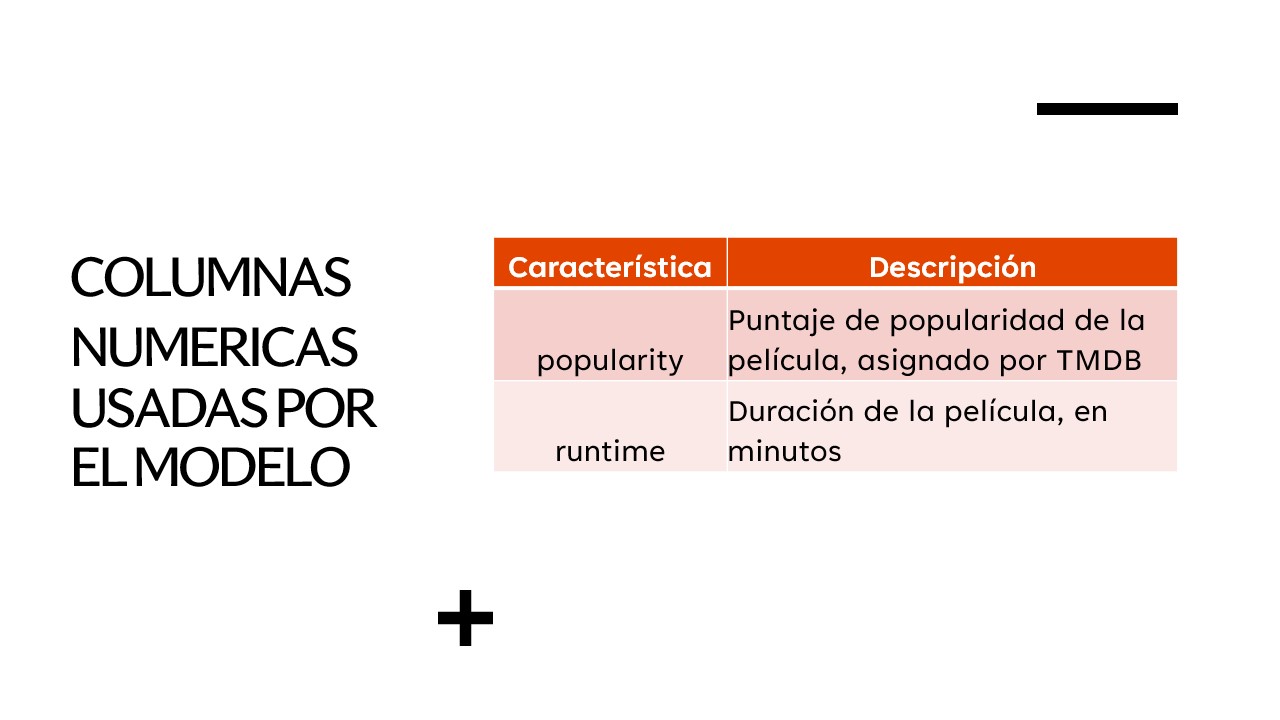 COLUMNAS
NUMERICAS
USADAS POR
EL MODELO
Característica Descripción
popularity
Puntaje de popularidad de la
película, asignado por TMDB
runtime
Duración de la película, en
minutos